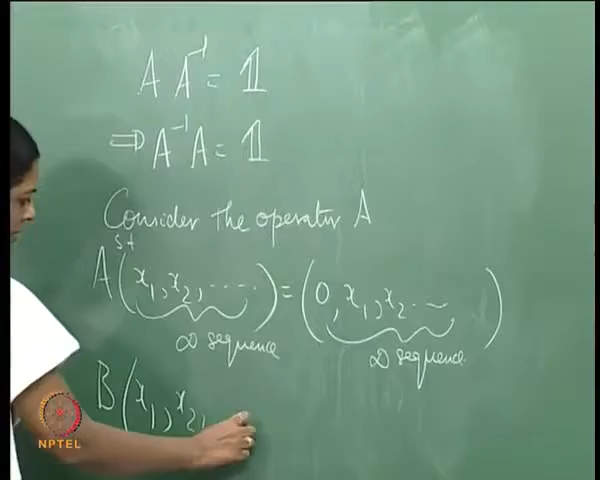 A A⁻¹ = 𝟙
⇒ A⁻¹ A = 𝟙
Consider the operator A
s.t
A (x₁, x₂, ....) = (0, x₁, x₂ ....)
∞ sequence ∞ sequence
B (x₁, x₂,
NPTEL